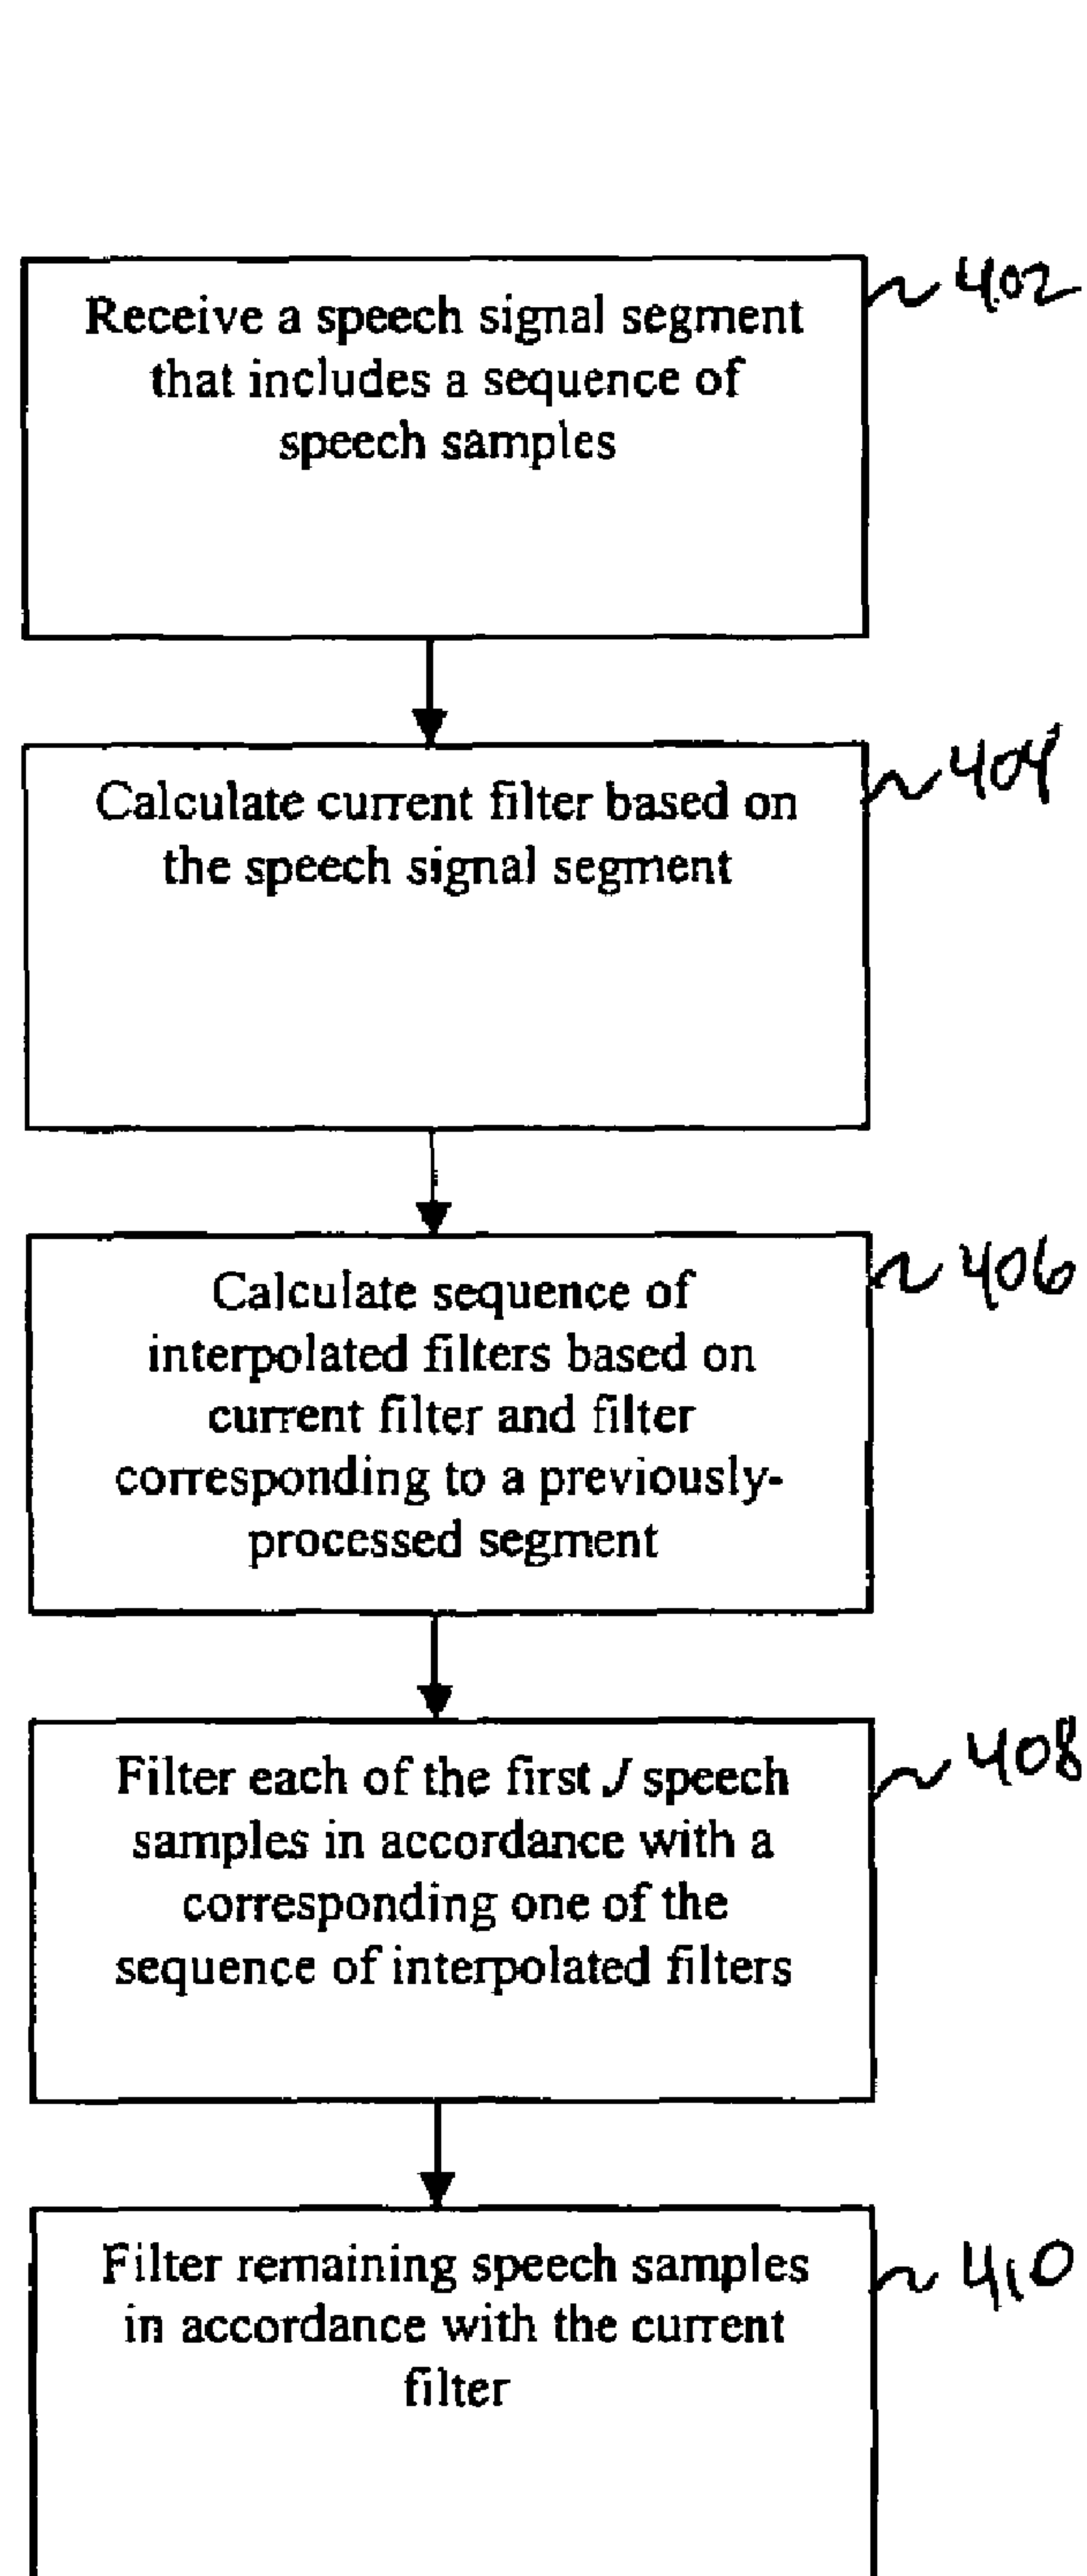 Receive a speech signal segment
that includes a sequence of
speech samples
402
Calculate current filter based on
the speech signal segment
404
Calculate sequence of
interpolated filters based on
current filter and filter
corresponding to a previously-
processed segment
406
Filter each of the first J speech
samples in accordance with a
corresponding one of the
sequence of interpolated filters
408
Filter remaining speech samples
in accordance with the current
filter
410